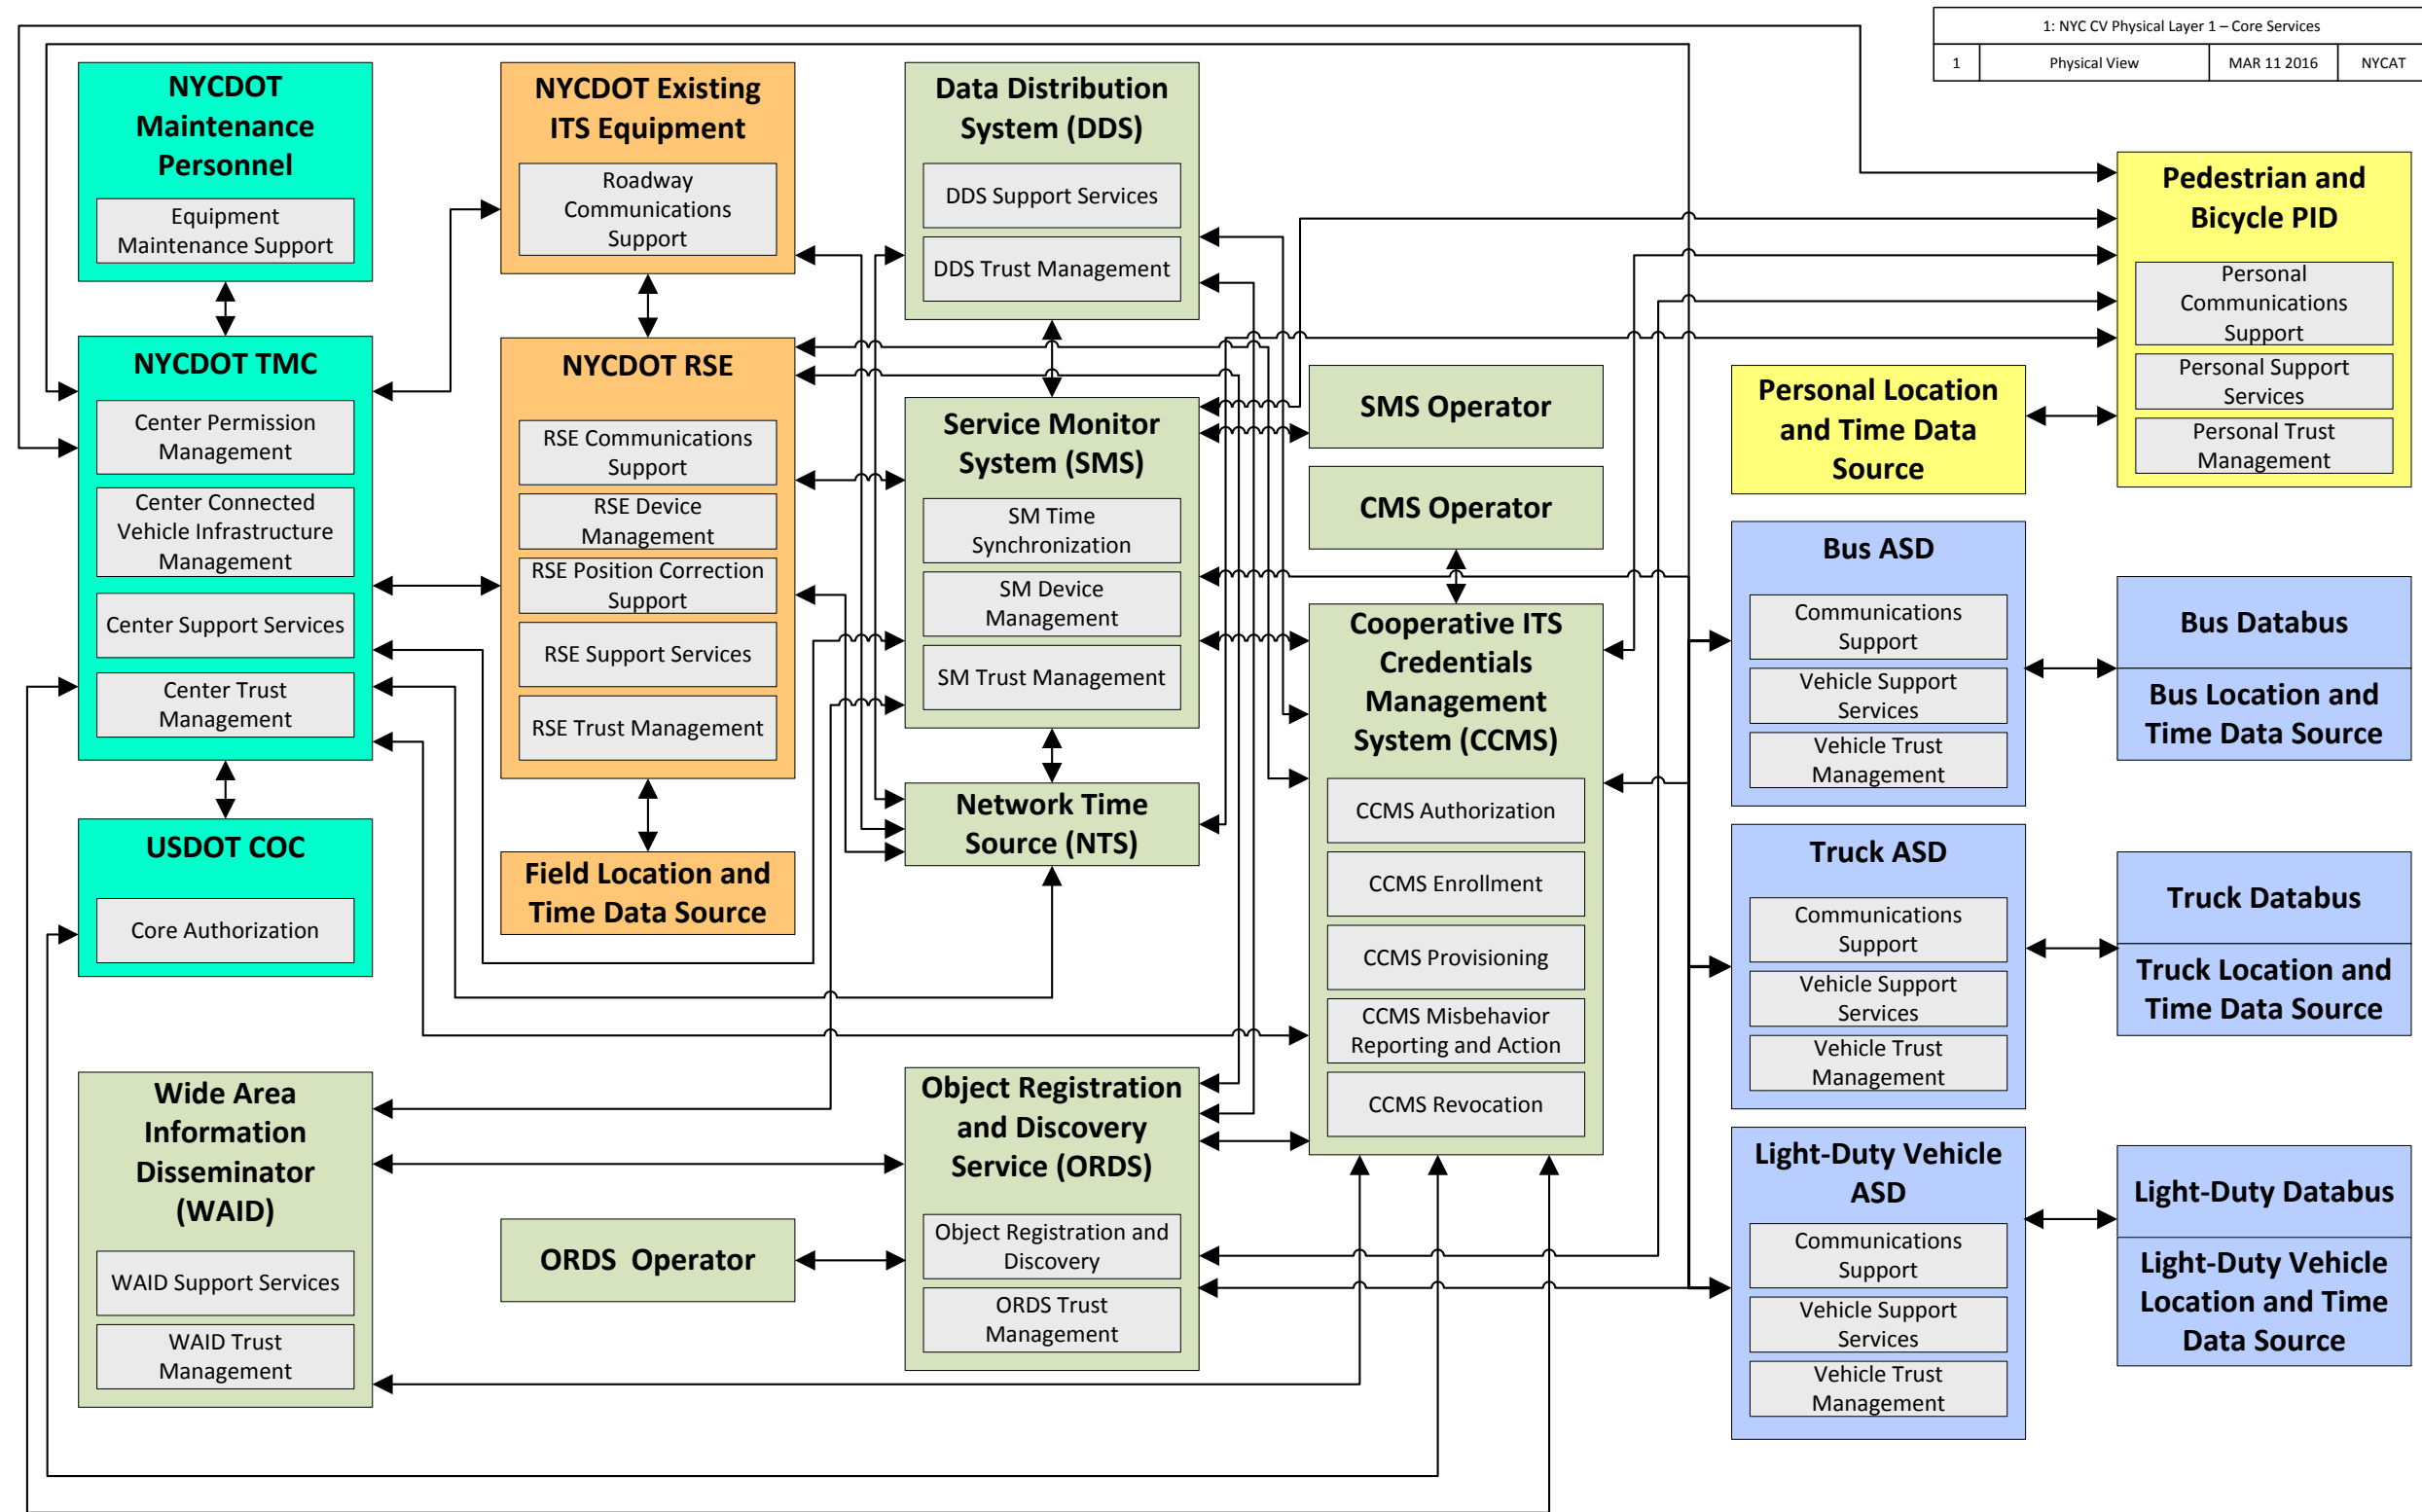 1: NYC CV Physical Layer 1 – Core Services
1
Physical View
MAR 11 2016
NYCAT
NYCDOT
Maintenance
Personnel
Equipment
Maintenance Support
NYCDOT TMC
Center Permission
Management
Center Connected
Vehicle Infrastructure
Management
Center Support Services
Center Trust
Management
USDOT COC
Core Authorization
Wide Area
Information
Disseminator
(WAID)
WAID Support Services
WAID Trust
Management
NYCDOT Existing
ITS Equipment
Roadway
Communications
Support
NYCDOT RSE
RSE Communications
Support
RSE Device
Management
RSE Position Correction
Support
RSE Support Services
RSE Trust Management
Field Location and
Time Data Source
ORDS  Operator
Data Distribution
System (DDS)
DDS Support Services
DDS Trust Management
Service Monitor
System (SMS)
SM Time
Synchronization
SM Device
Management
SM Trust Management
Network Time
Source (NTS)
Object Registration
and Discovery
Service (ORDS)
Object Registration and
Discovery
ORDS Trust
Management
SMS Operator
CMS Operator
Cooperative ITS
Credentials
Management
System (CCMS)
CCMS Authorization
CCMS Enrollment
CCMS Provisioning
CCMS Misbehavior
Reporting and Action
CCMS Revocation
Personal Location
and Time Data
Source
Bus ASD
Communications
Support
Vehicle Support
Services
Vehicle Trust
Management
Truck ASD
Communications
Support
Vehicle Support
Services
Vehicle Trust
Management
Light-Duty Vehicle
ASD
Communications
Support
Vehicle Support
Services
Vehicle Trust
Management
Pedestrian and
Bicycle PID
Personal
Communications
Support
Personal Support
Services
Personal Trust
Management
Bus Databus
Bus Location and
Time Data Source
Truck Databus
Truck Location and
Time Data Source
Light-Duty Databus
Light-Duty Vehicle
Location and Time
Data Source